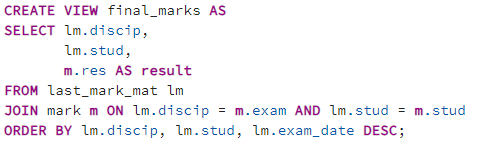 CREATE VIEW final_marks AS
SELECT lm.discip,
lm.stud,
m.res AS result
FROM last_mark_mat lm
JOIN mark m ON lm.discip = m.exam AND lm.stud = m.stud
ORDER BY lm.discip, lm.stud, lm.exam_date DESC;